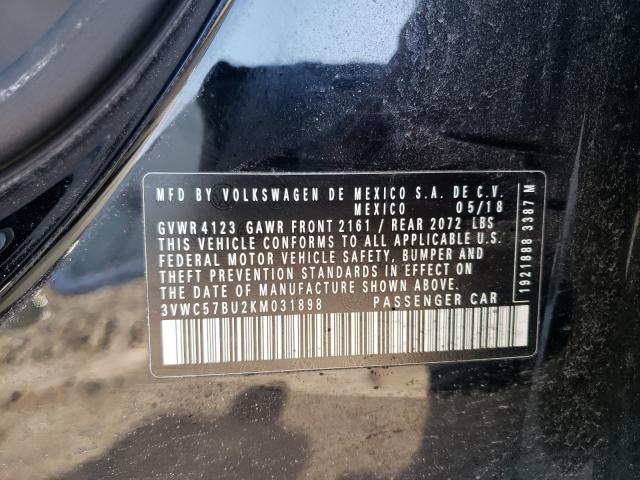 MFD BY VOLKSWAGEN DE MEXICO S.A. DE C.V.
MEXICO 05/18
GVWR 4123 GAWR FRONT 2161 / REAR 2072 LBS
THIS VEHICLE CONFORMS TO ALL APPLICABLE U.S.
FEDERAL MOTOR VEHICLE SAFETY, BUMPER AND
THEFT PREVENTION STANDARDS IN EFFECT ON
THE DATE OF MANUFACTURE SHOWN ABOVE.
3VWC57BU2KM031898 PASSENGER CAR
1921888 3387 M